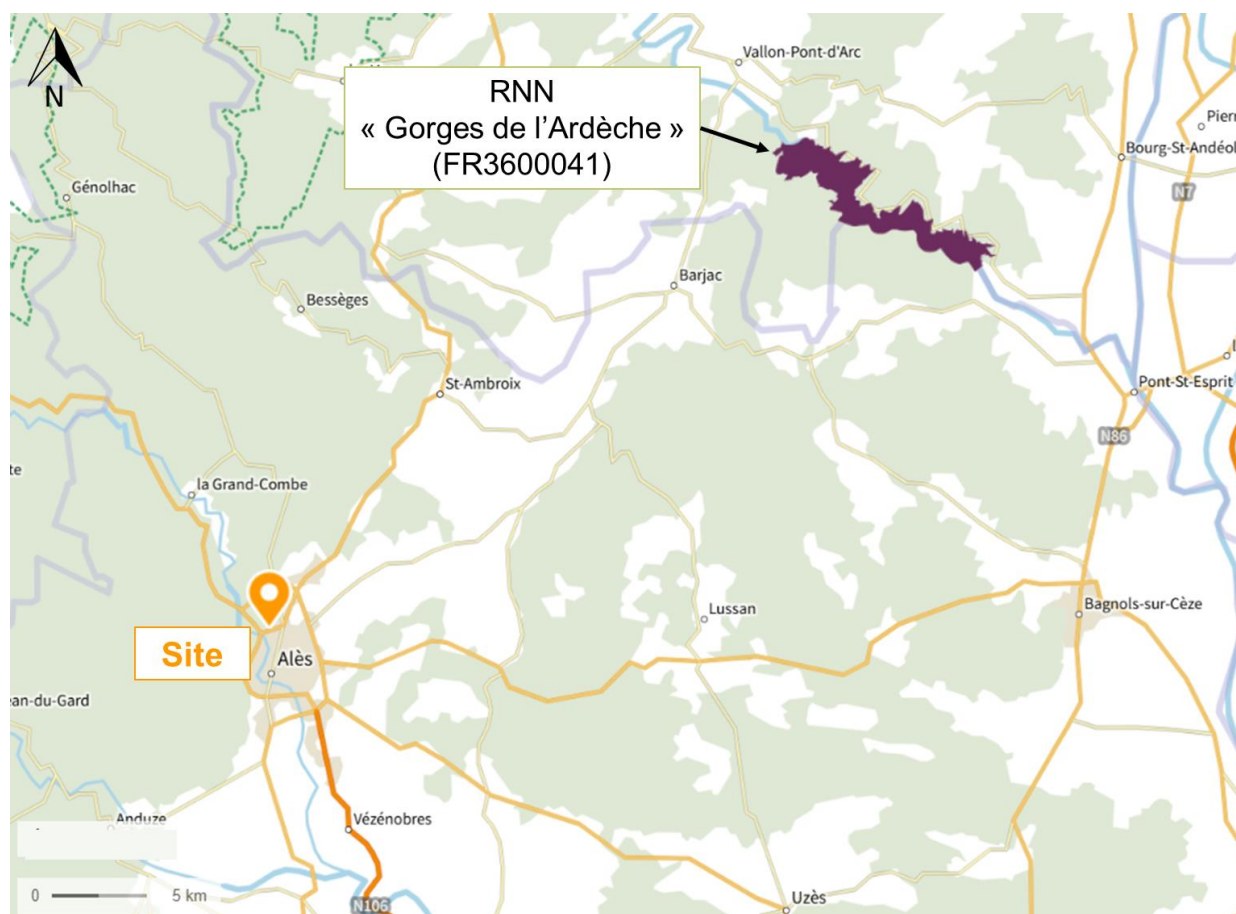 N
Vallon-Pont-d'Arc
RNN
« Gorges de l'Ardèche »
(FR3600041)
Pierr
Bourg-St-Andéol
Génolhac
N7
Barjac
Bessèges
St-Ambroix
Pont-St-Esprit
N86
la Grand-Combe
Lussan
Bagnols-sur-Cèze
Site
Alès
ean-du-Gard
Anduze
Vézénobres
0
5 km
N106
Uzès